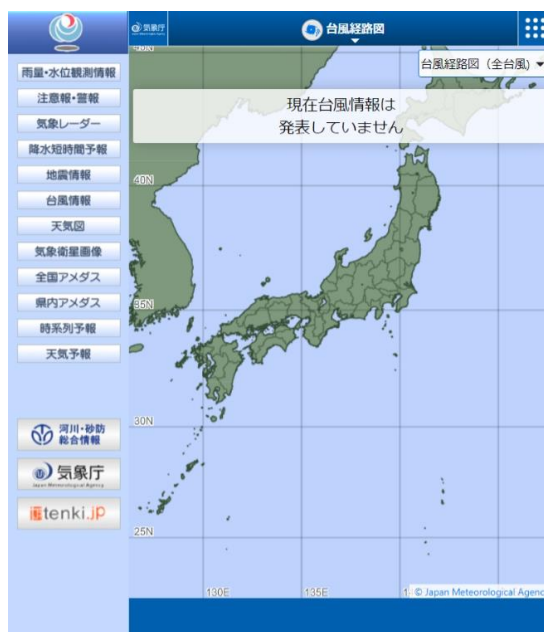 気象庁
台風経路図
台風経路図（全台風）
現在台風情報は
発表していません
雨量・水位観測情報
注意報・警報
気象レーダー
降水短時間予報
地震情報
台風情報
天気図
気象衛星画像
全国アメダス
県内アメダス
時系列予報
天気予報
河川・砂防
総合情報
気象庁
Japan Meteorological Agency
tenki.jp
45N
40N
35N
30N
25N
130E
135E
© Japan Meteorological Agenc